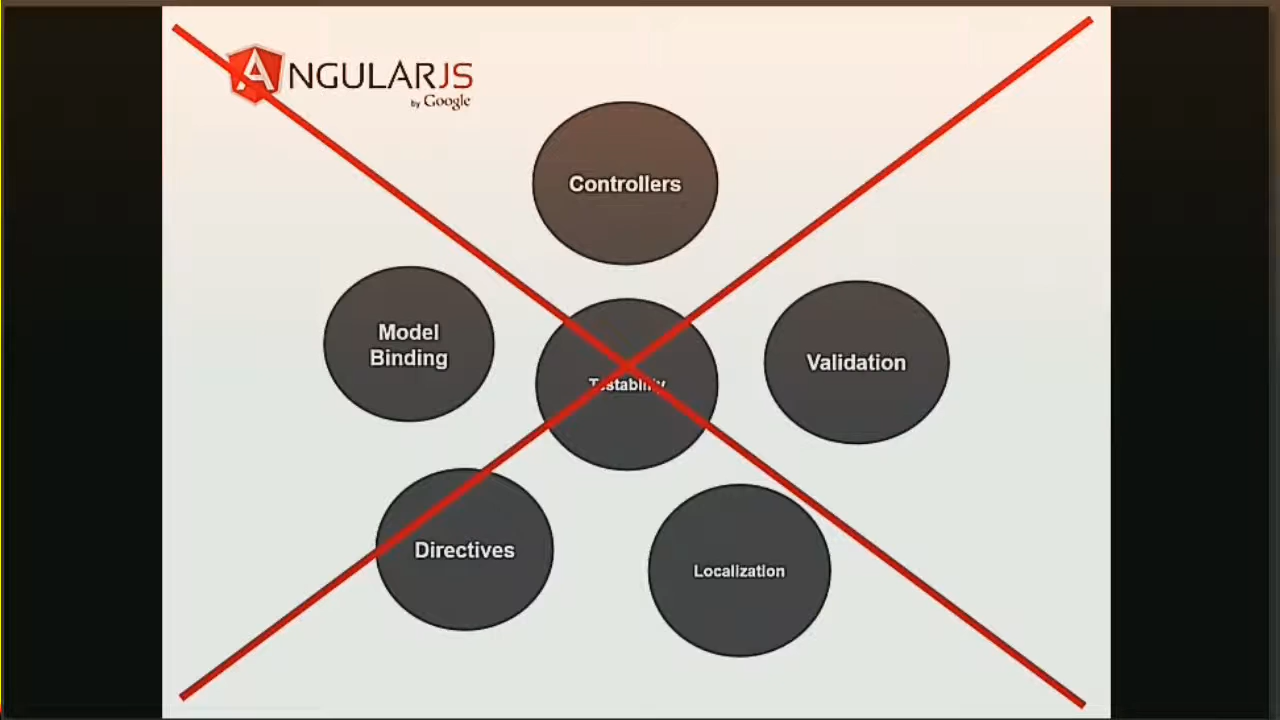 ANGULARJS
by Google
Controllers
Model
Binding
Testability
Validation
Directives
Localization